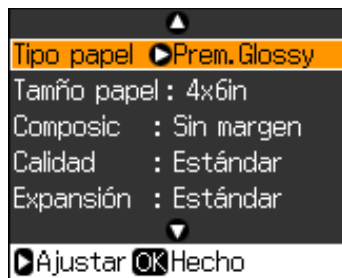 Tipo papel Prem.Glossy
Tamño papel : 4x6in
Composic : Sin margen
Calidad : Estándar
Expansión : Estándar
Ajustar OK Hecho